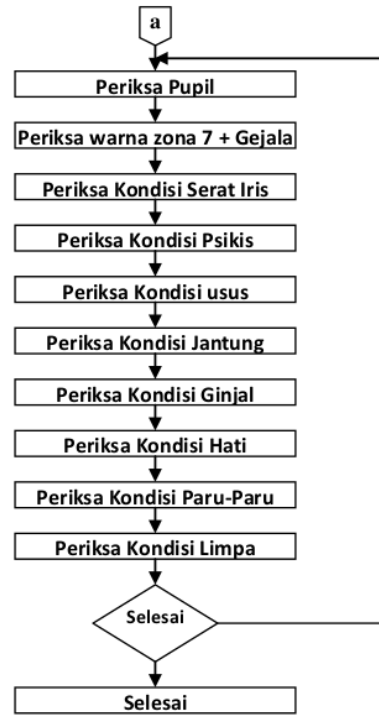 a
Periksa Pupil
Periksa warna zona 7 + Gejala
Periksa Kondisi Serat Iris
Periksa Kondisi Psikis
Periksa Kondisi usus
Periksa Kondisi Jantung
Periksa Kondisi Ginjal
Periksa Kondisi Hati
Periksa Kondisi Paru-Paru
Periksa Kondisi Limpa
Selesai
Selesai